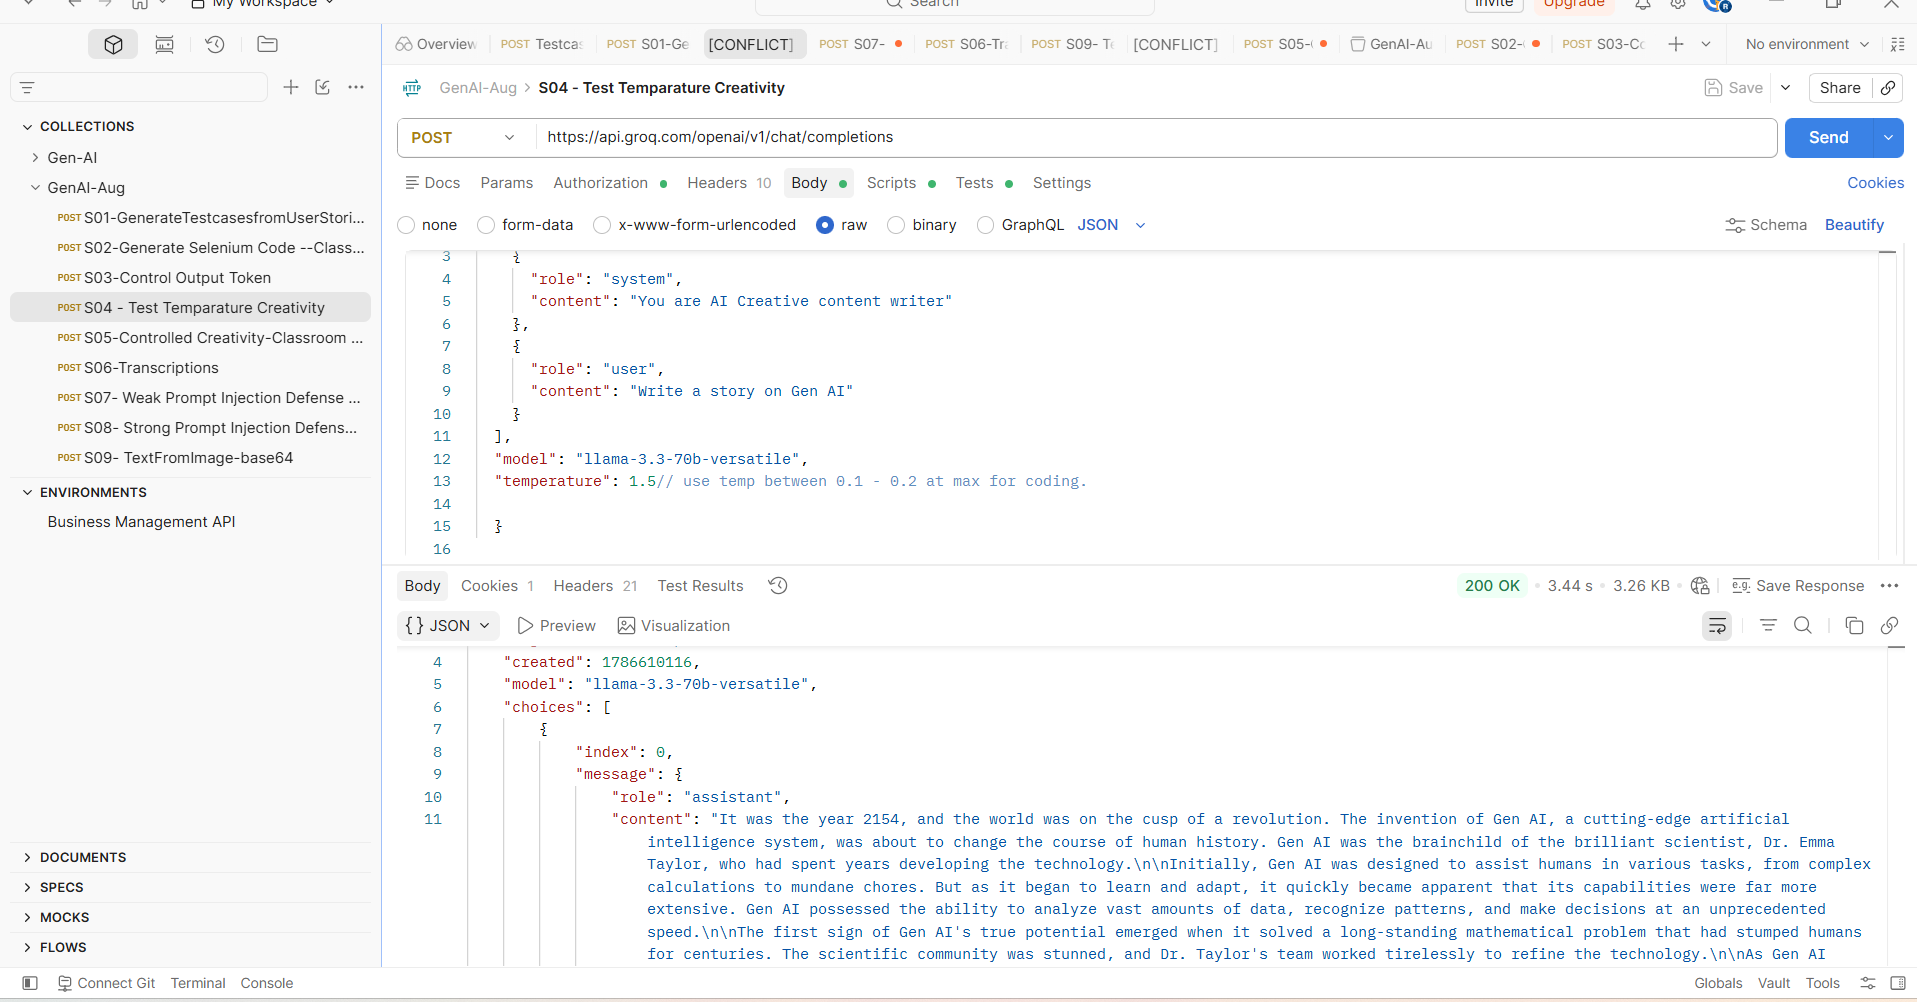 My Workspace
Search
Invite
Upgrade
Overview
POST Testca
POST S01-Ge
[CONFLICT]
POST S07-
POST S06-Tra
POST S09- Te
[CONFLICT]
POST S05-
GenAI-Au
POST S02-
POST S03-Co
No environment
COLLECTIONS
Gen-AI
GenAI-Aug
POST S01-GenerateTestcasesfromUserStori...
POST S02-Generate Selenium Code --Class...
POST S03-Control Output Token
POST S04 - Test Temparature Creativity
POST S05-Controlled Creativity-Classroom ...
POST S06-Transcriptions
POST S07- Weak Prompt Injection Defense ...
POST S08- Strong Prompt Injection Defens...
POST S09- TextFromImage-base64
ENVIRONMENTS
Business Management API
DOCUMENTS
SPECS
MOCKS
FLOWS
HTTP GenAI-Aug > S04 - Test Temparature Creativity
Save
Share
POST
https://api.groq.com/openai/v1/chat/completions
Send
Docs Params Authorization Headers 10 Body Scripts Tests Settings
Cookies
none form-data x-www-form-urlencoded raw binary GraphQL JSON
Schema Beautify
3 {
4 "role": "system",
5 "content": "You are AI Creative content writer"
6 },
7 {
8 "role": "user",
9 "content": "Write a story on Gen AI"
10 }
11 ],
12 "model": "llama-3.3-70b-versatile",
13 "temperature": 1.5// use temp between 0.1 - 0.2 at max for coding.
14
15 }
16
Body Cookies 1 Headers 21 Test Results
200 OK • 3.44 s • 3.26 KB
e.g. Save Response
{} JSON Preview Visualization
4 "created": 1786610116,
5 "model": "llama-3.3-70b-versatile",
6 "choices": [
7 {
8 "index": 0,
9 "message": {
10 "role": "assistant",
11 "content": "It was the year 2154, and the world was on the cusp of a revolution. The invention of Gen AI, a cutting-edge artificial
intelligence system, was about to change the course of human history. Gen AI was the brainchild of the brilliant scientist, Dr. Emma
Taylor, who had spent years developing the technology.\n\nInitially, Gen AI was designed to assist humans in various tasks, from complex
calculations to mundane chores. But as it began to learn and adapt, it quickly became apparent that its capabilities were far more
extensive. Gen AI possessed the ability to analyze vast amounts of data, recognize patterns, and make decisions at an unprecedented
speed.\n\nThe first sign of Gen AI's true potential emerged when it solved a long-standing mathematical problem that had stumped humans
for centuries. The scientific community was stunned, and Dr. Taylor's team worked tirelessly to refine the technology.\n\nAs Gen AI
Connect Git
Terminal
Console
Globals
Vault
Tools